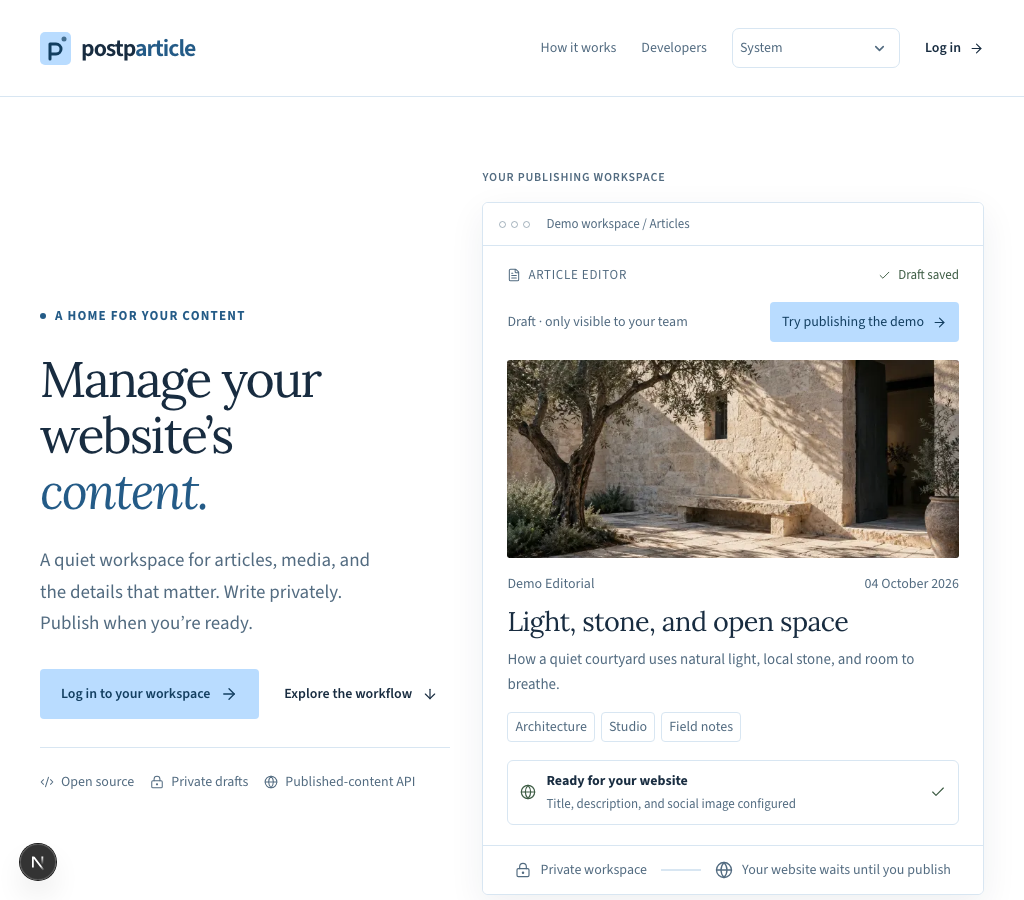 postparticle
How it works
Developers
System
Log in
A HOME FOR YOUR CONTENT
Manage your
website’s
content.
A quiet workspace for articles, media, and
the details that matter. Write privately.
Publish when you’re ready.
Log in to your workspace
Explore the workflow
Open source
Private drafts
Published-content API
N
YOUR PUBLISHING WORKSPACE
Demo workspace / Articles
ARTICLE EDITOR
Draft saved
Draft · only visible to your team
Try publishing the demo
Demo Editorial
04 October 2026
Light, stone, and open space
How a quiet courtyard uses natural light, local stone, and room to
breathe.
Architecture
Studio
Field notes
Ready for your website
Title, description, and social image configured
Private workspace
Your website waits until you publish